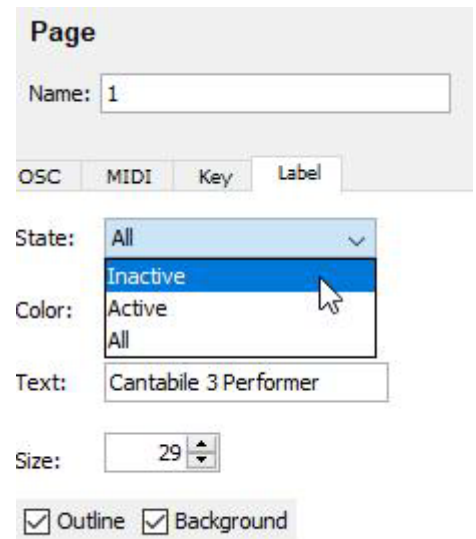 Page
Name: 1
OSC MIDI Key Label
State: All
Inactive
Color: Active
All
Text: Cantabile 3 Performer
Size: 29
Outline Background